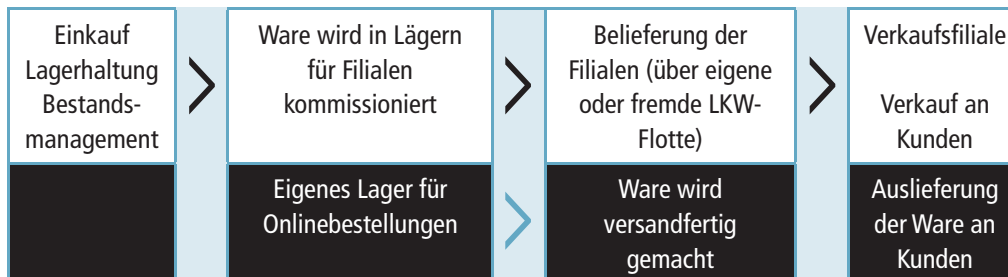 Einkauf
Lagerhaltung
Bestands-
management
Ware wird in Lägern
für Filialen
kommissioniert
Belieferung der
Filialen (über eigene
oder fremde LKW-
Flotte)
Verkaufsfiliale
Verkauf an
Kunden
Eigenes Lager für
Onlinebestellungen
Ware wird
versandfertig
gemacht
Auslieferung
der Ware an
Kunden